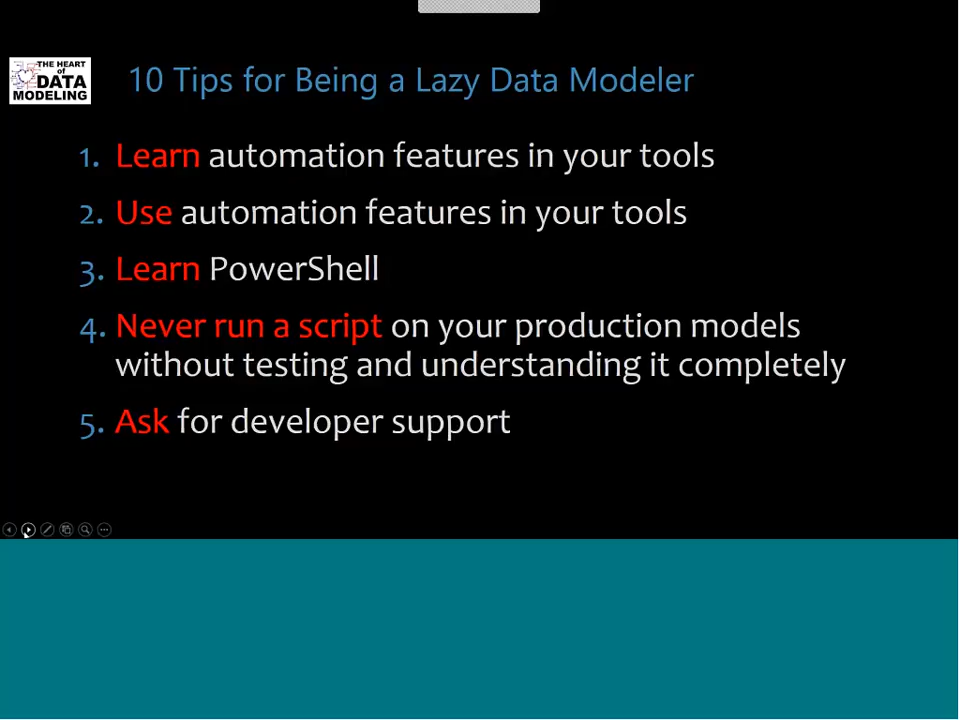 THE HEART
of
DATA
MODELING
10 Tips for Being a Lazy Data Modeler
1. Learn automation features in your tools
2. Use automation features in your tools
3. Learn PowerShell
4. Never run a script on your production models
without testing and understanding it completely
5. Ask for developer support